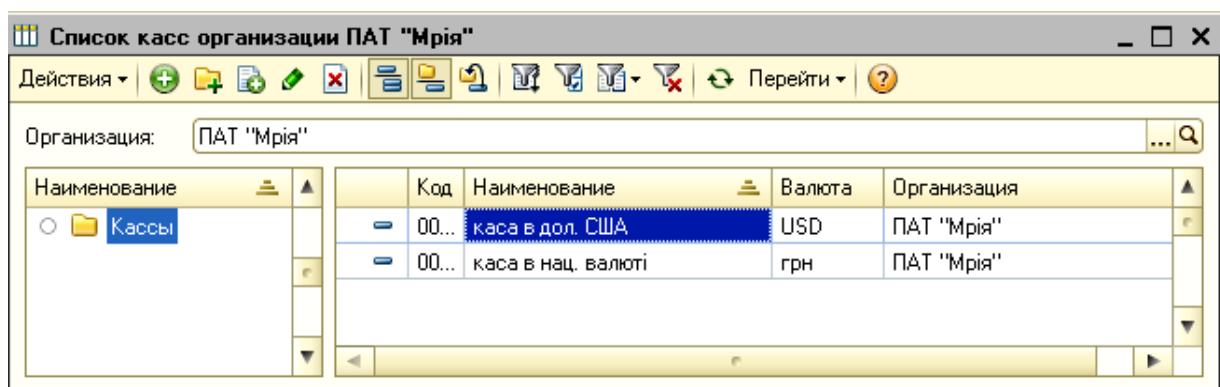 Список касс организации ПАТ "Мрія"
Действия Перейти
Организация: ПАТ "Мрія" ...
Наименование Код Наименование Валюта Организация
Кассы 00... каса в дол. США USD ПАТ "Мрія"
00... каса в нац. валюті грн ПАТ "Мрія"